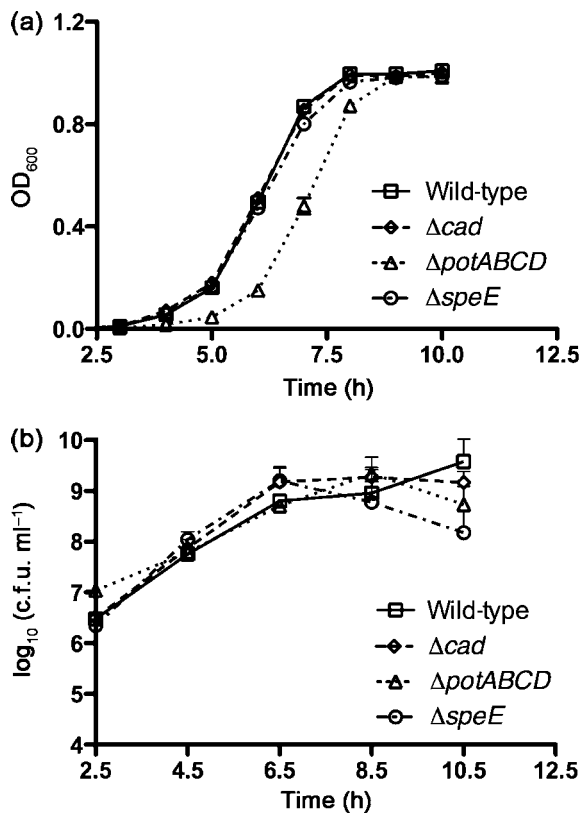 (a)
1.2
0.8
0.4
0.0
OD₆₀₀
2.5 5.0 7.5 10.0 12.5
Time (h)
Wild-type
Δcad
ΔpotABCD
ΔspeE
(b)
10
9
8
7
6
5
4
log₁₀ (c.f.u. ml⁻¹)
2.5 4.5 6.5 8.5 10.5 12.5
Time (h)
Wild-type
Δcad
ΔpotABCD
ΔspeE